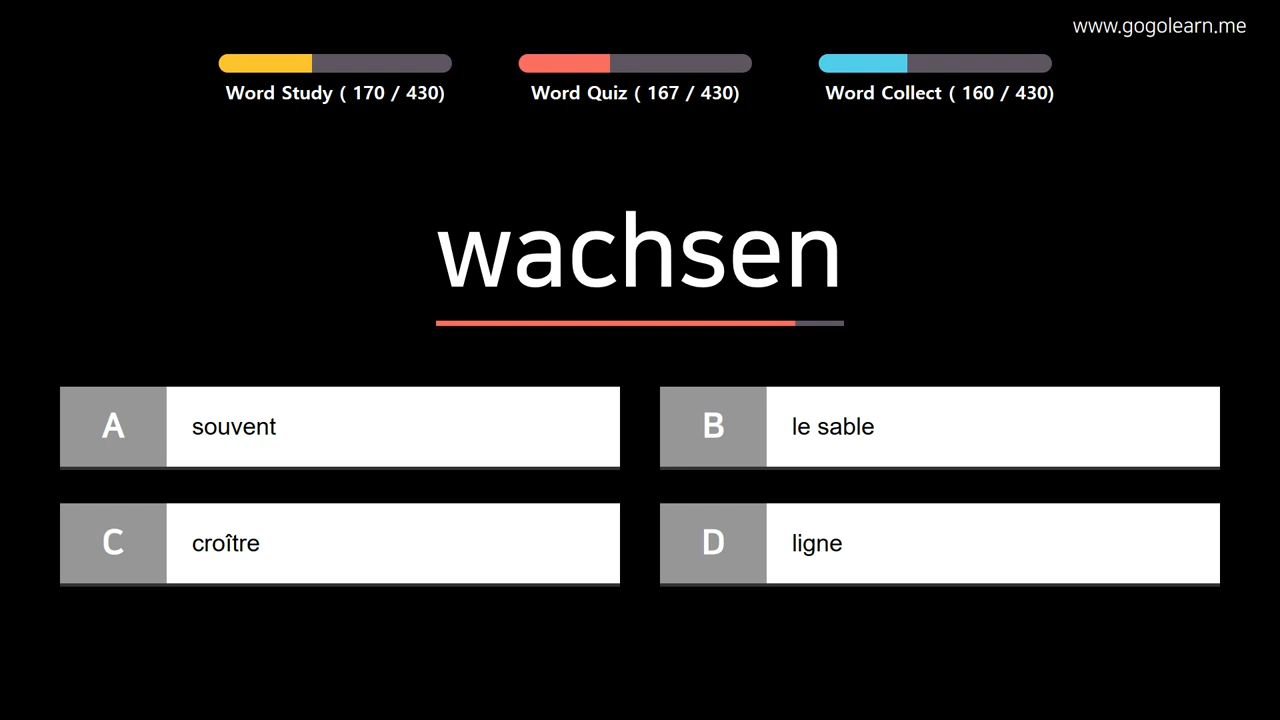 www.gogolearn.me
Word Study ( 170 / 430)
Word Quiz ( 167 / 430)
Word Collect ( 160 / 430)
wachsen
A souvent
B le sable
C croître
D ligne